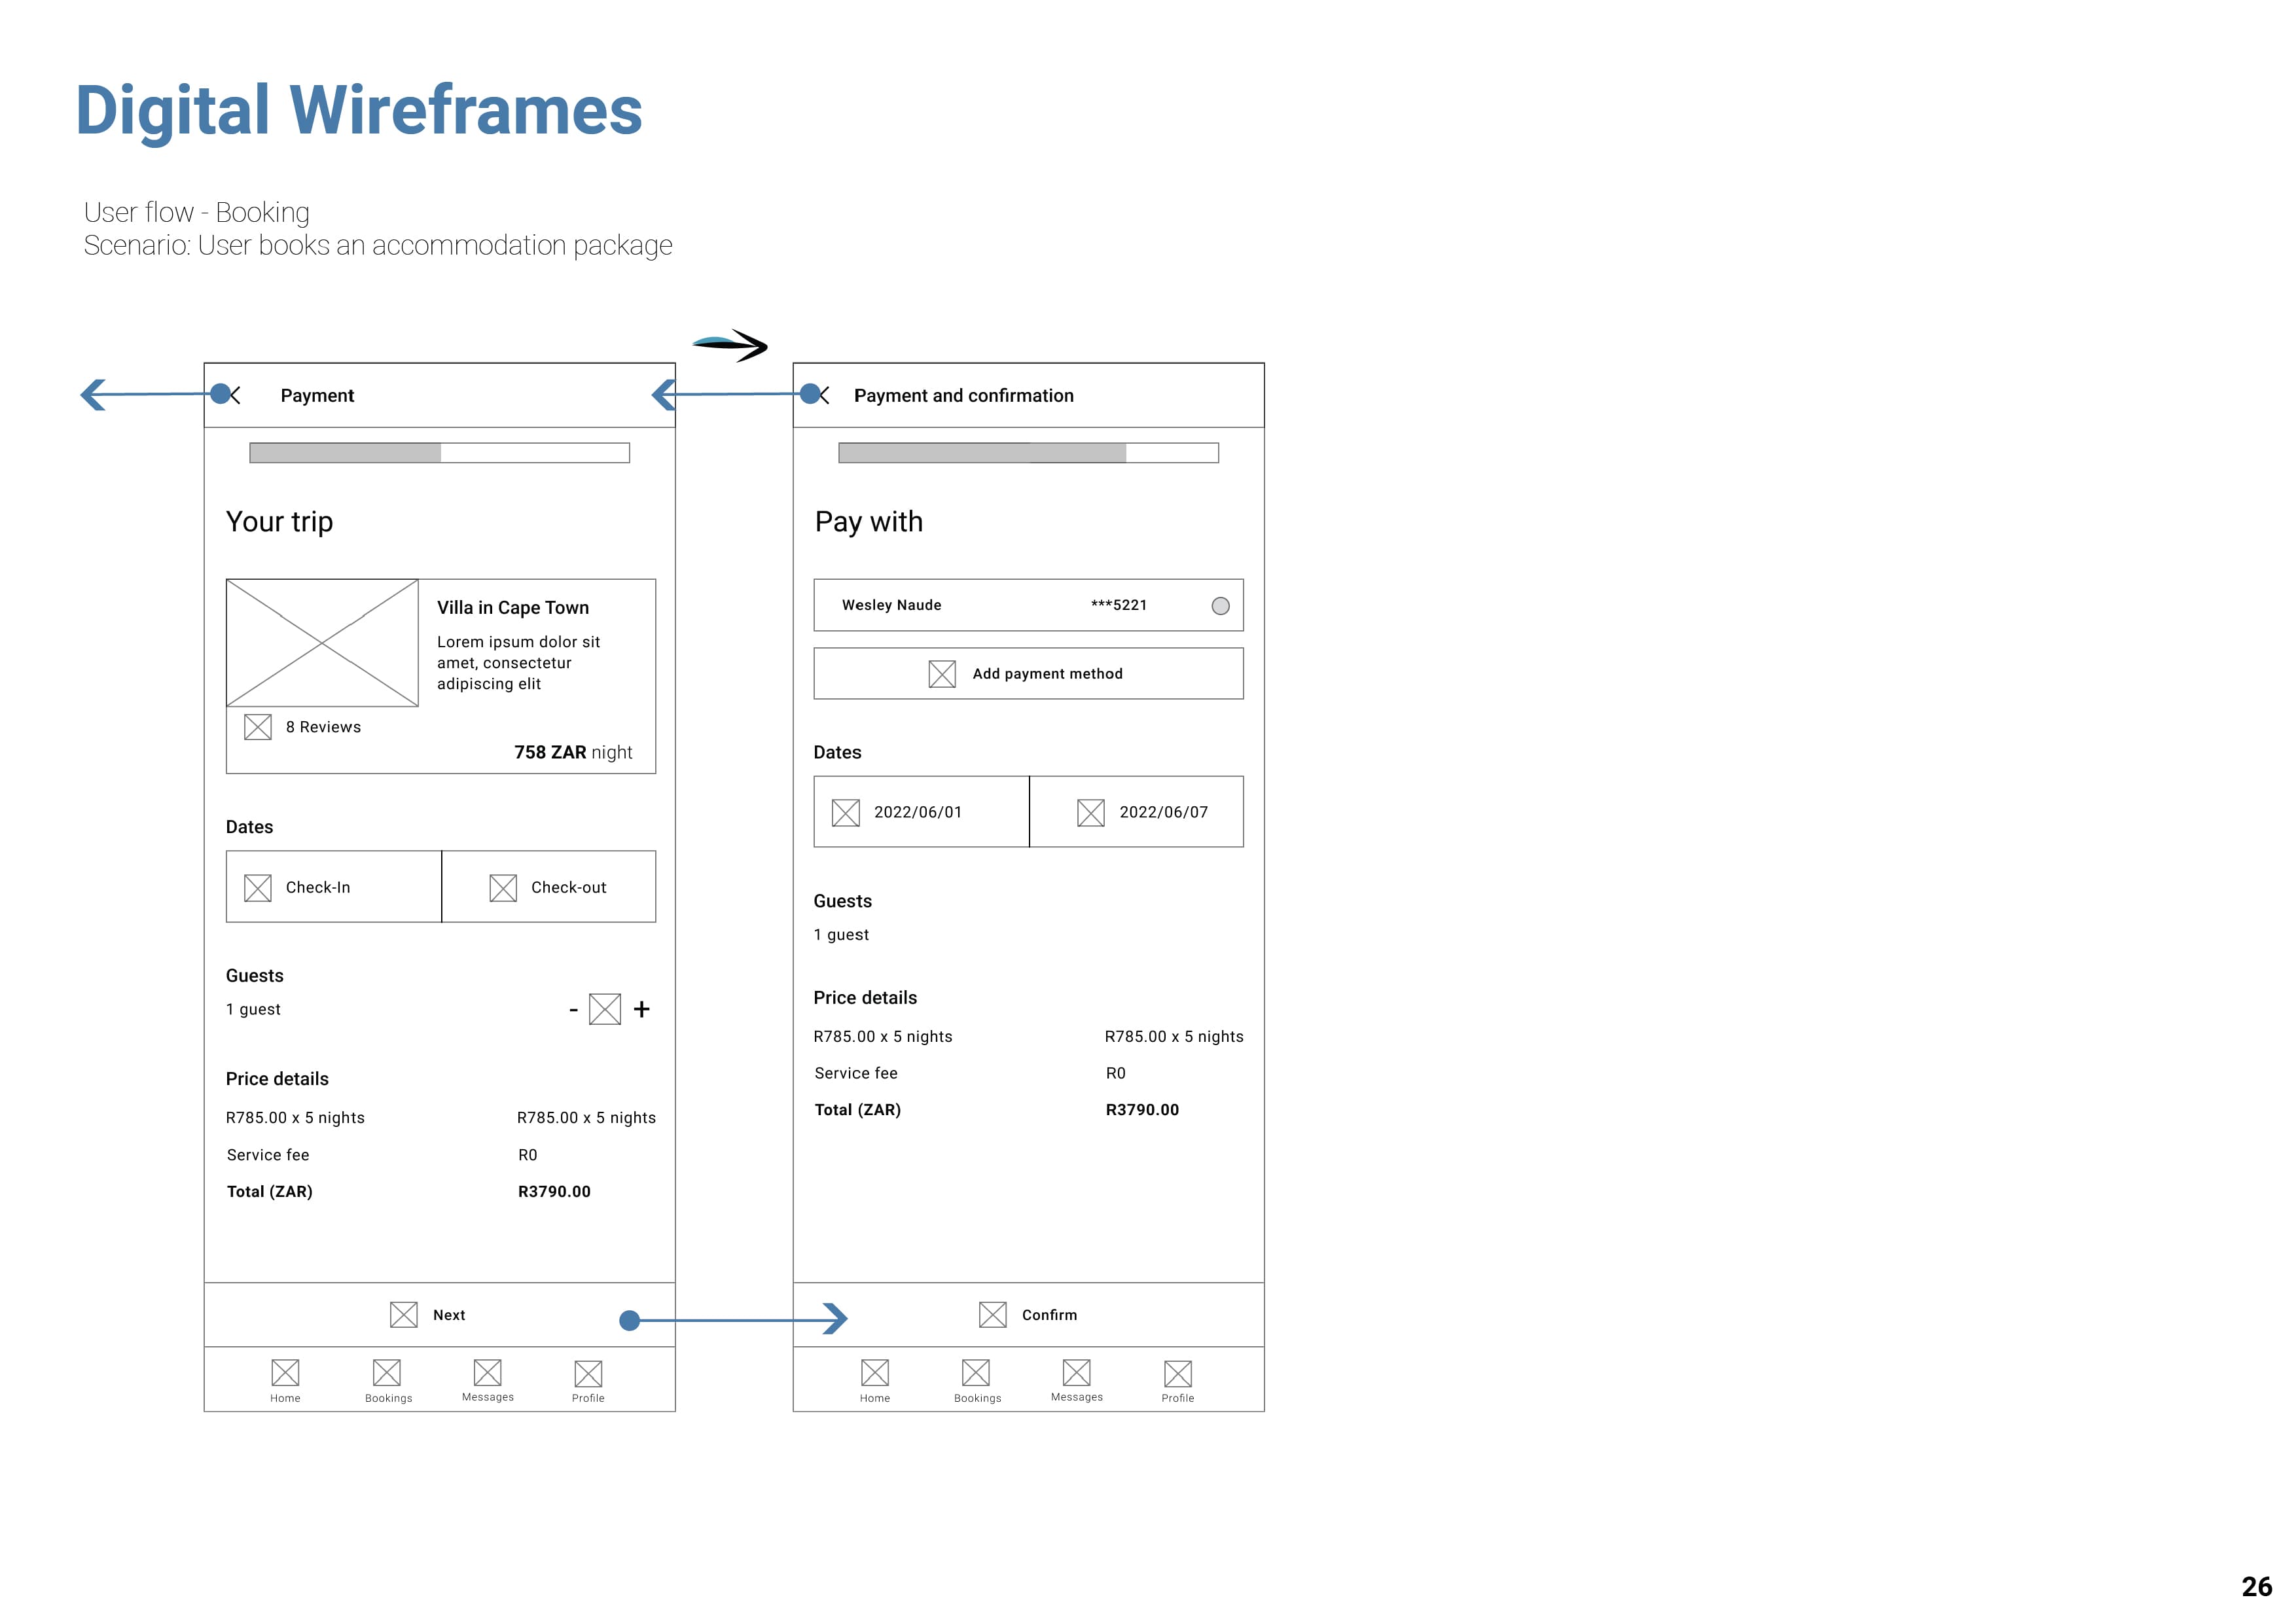 Digital Wireframes
User flow - Booking
Scenario: User books an accommodation package
Payment
Your trip
Villa in Cape Town
Lorem ipsum dolor sit
amet, consectetur
adipiscing elit
8 Reviews
758 ZAR night
Dates
Check-In
Check-out
Guests
1 guest
- +
Price details
R785.00 x 5 nights R785.00 x 5 nights
Service fee R0
Total (ZAR) R3790.00
Next
Home Bookings Messages Profile
Payment and confirmation
Pay with
Wesley Naude ***5221
Add payment method
Dates
2022/06/01 2022/06/07
Guests
1 guest
Price details
R785.00 x 5 nights R785.00 x 5 nights
Service fee R0
Total (ZAR) R3790.00
Confirm
Home Bookings Messages Profile
26